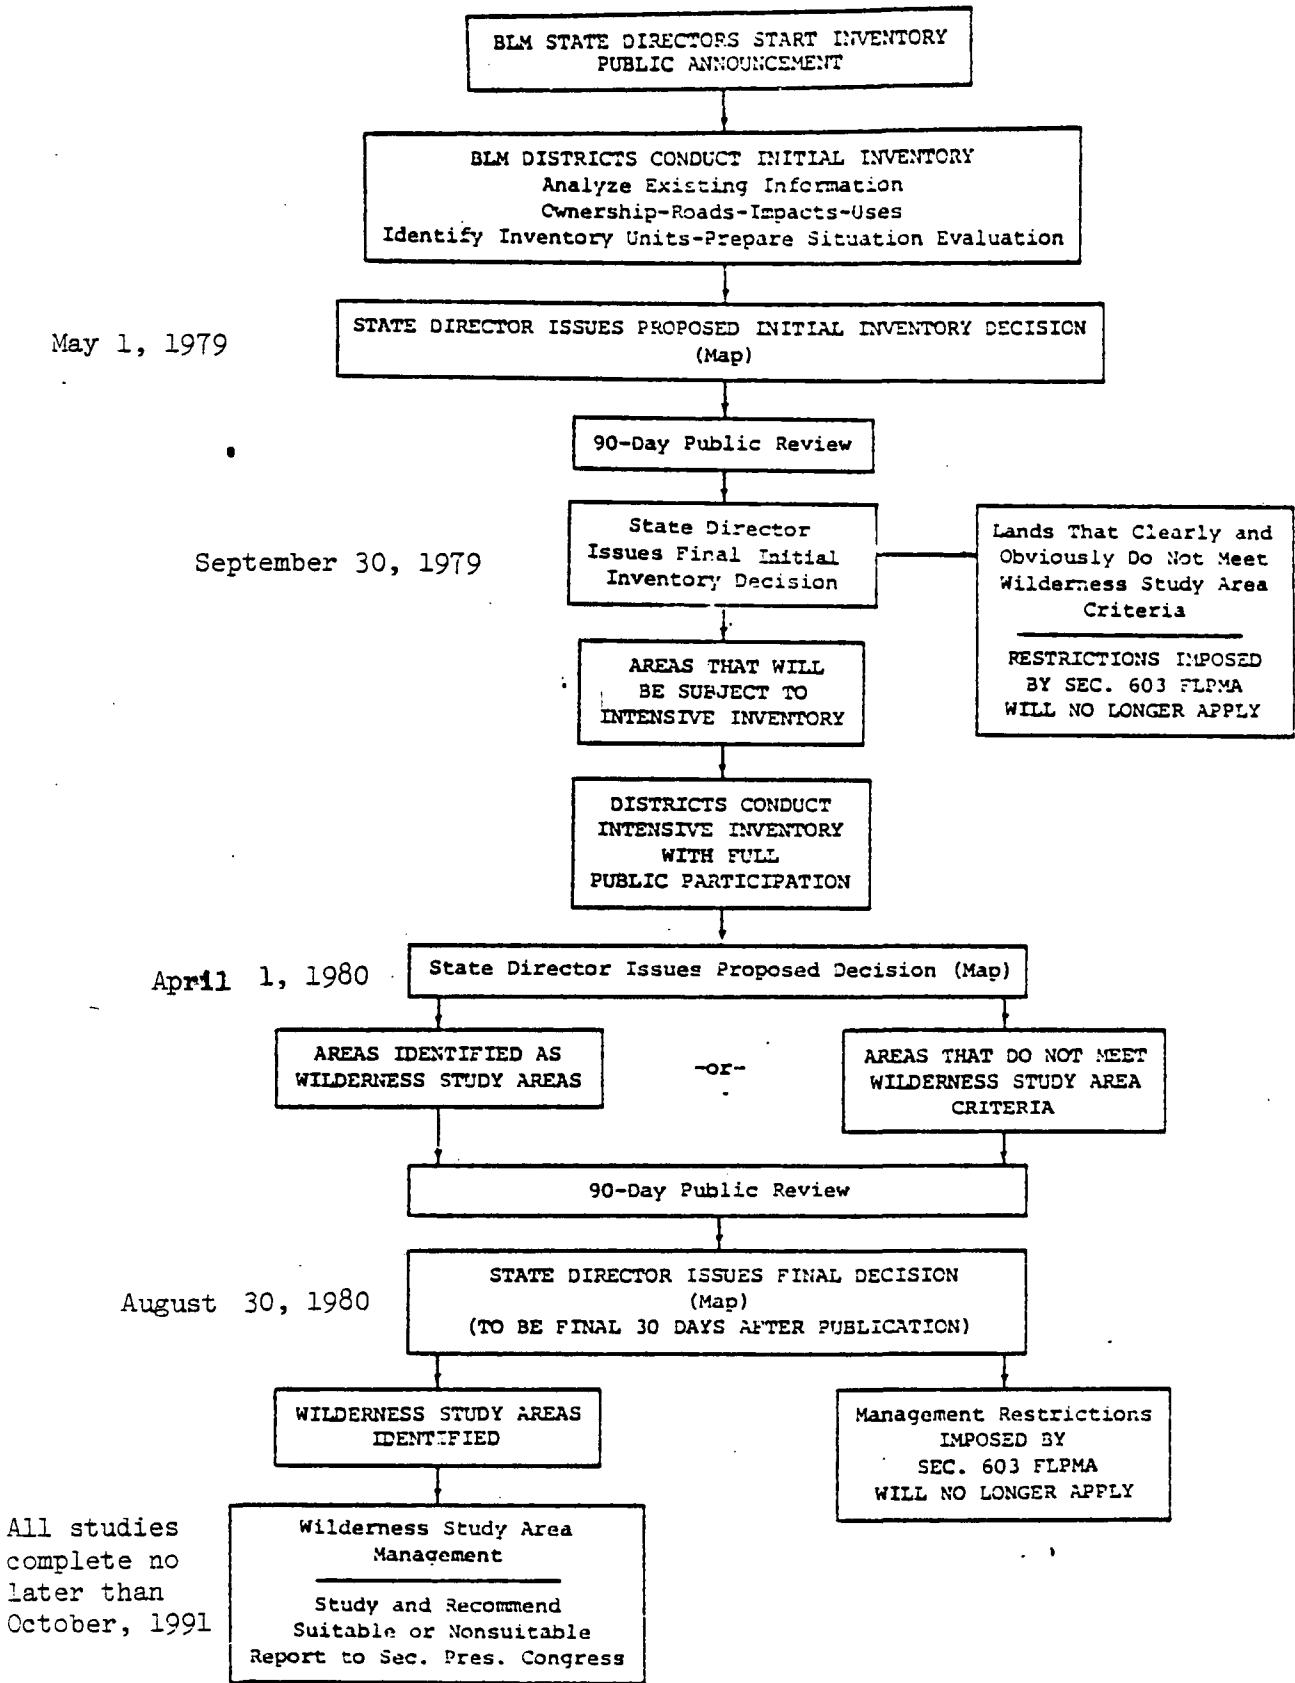 BLM STATE DIRECTORS START INVENTORY
PUBLIC ANNOUNCEMENT
BLM DISTRICTS CONDUCT INITIAL INVENTORY
Analyze Existing Information
Ownership-Roads-Impacts-Uses
Identify Inventory Units-Prepare Situation Evaluation
May 1, 1979
STATE DIRECTOR ISSUES PROPOSED INITIAL INVENTORY DECISION
(Map)
90-Day Public Review
September 30, 1979
State Director
Issues Final Initial
Inventory Decision
Lands That Clearly and
Obviously Do Not Meet
Wilderness Study Area
Criteria
RESTRICTIONS IMPOSED
BY SEC. 603 FLPMA
WILL NO LONGER APPLY
AREAS THAT WILL
BE SUBJECT TO
INTENSIVE INVENTORY
DISTRICTS CONDUCT
INTENSIVE INVENTORY
WITH FULL
PUBLIC PARTICIPATION
April 1, 1980
State Director Issues Proposed Decision (Map)
AREAS IDENTIFIED AS
WILDERNESS STUDY AREAS
-or-
AREAS THAT DO NOT MEET
WILDERNESS STUDY AREA
CRITERIA
90-Day Public Review
August 30, 1980
STATE DIRECTOR ISSUES FINAL DECISION
(Map)
(TO BE FINAL 30 DAYS AFTER PUBLICATION)
WILDERNESS STUDY AREAS
IDENTIFIED
Management Restrictions
IMPOSED BY
SEC. 603 FLPMA
WILL NO LONGER APPLY
All studies
complete no
later than
October, 1991
Wilderness Study Area
Management
Study and Recommend
Suitable or Nonsuitable
Report to Sec. Pres. Congress